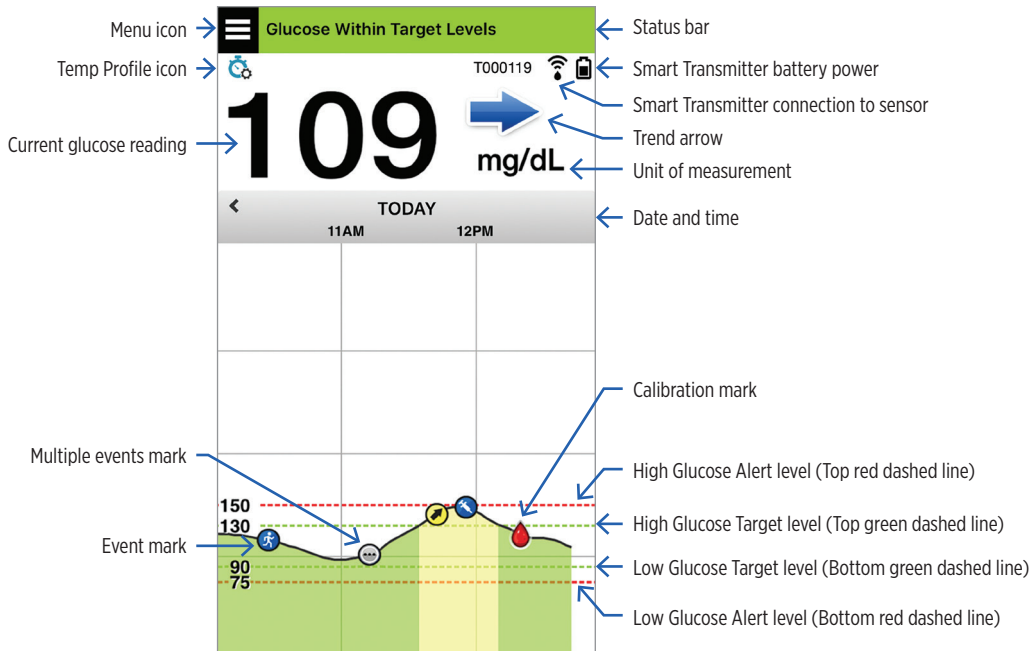 Menu icon
Glucose Within Target Levels
Status bar
Temp Profile icon
T000119
Smart Transmitter battery power
Smart Transmitter connection to sensor
109
Current glucose reading
Trend arrow
mg/dL
Unit of measurement
TODAY
Date and time
11AM 12PM
Calibration mark
Multiple events mark
High Glucose Alert level (Top red dashed line)
150
High Glucose Target level (Top green dashed line)
130
Event mark
90
Low Glucose Target level (Bottom green dashed line)
75
Low Glucose Alert level (Bottom red dashed line)